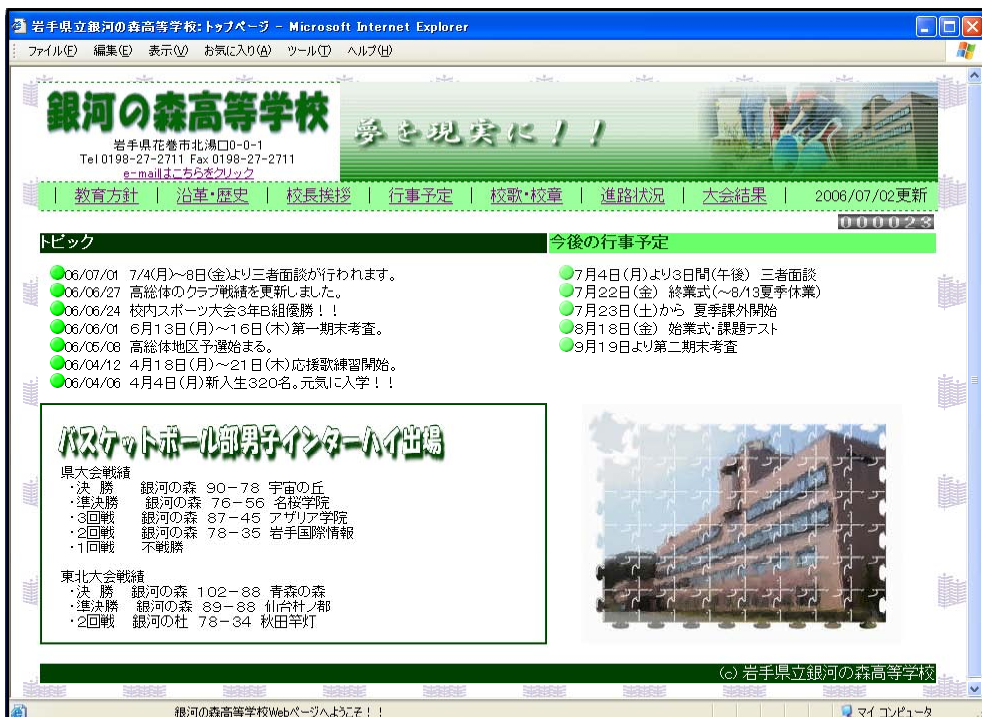 岩手県立銀河の森高等学校:トップページ - Microsoft Internet Explorer
ファイル(F) 編集(E) 表示(V) お気に入り(A) ツール(T) ヘルプ(H)
銀河の森高等学校
岩手県花巻市北湯口0-0-1
Tel 0198-27-2711 Fax 0198-27-2711
e-mailはこちらをクリック
夢を現実に!!
| 教育方針 | 沿革・歴史 | 校長挨拶 | 行事予定 | 校歌・校章 | 進路状況 | 大会結果 | 2006/07/02更新
000023
トピック
06/07/01 7/4(月)～8日(金)より三者面談が行われます。
06/06/27 高総体のクラブ戦績を更新しました。
06/06/24 校内スポーツ大会3年B組優勝!!
06/06/01 6月13日(月)～16日(木)第一期末考査。
06/05/08 高総体地区予選始まる。
06/04/12 4月18日(月)～21日(木)応援歌練習開始。
06/04/06 4月4日(月)新入生320名。元気に入学!!
今後の行事予定
7月4日(月)より3日間(午後) 三者面談
7月22日(金) 終業式(～8/13夏季休業)
7月23日(土)から 夏季課外開始
8月18日(金) 始業式・課題テスト
9月19日より第二期末考査
バスケットボール部男子インターハイ出場
県大会戦績
・決 勝 銀河の森 90-78 宇宙の丘
・準決勝 銀河の森 76-56 名桜学院
・3回戦 銀河の森 87-45 アザリア学院
・2回戦 銀河の森 78-35 岩手国際情報
・1回戦 不戦勝
東北大会戦績
・決 勝 銀河の森 102-88 青森の森
・準決勝 銀河の森 89-88 仙台杜ノ都
・2回戦 銀河の杜 78-34 秋田竿灯
(c) 岩手県立銀河の森高等学校
銀河の森高等学校Webページへようこそ!!
マイ コンピュータ